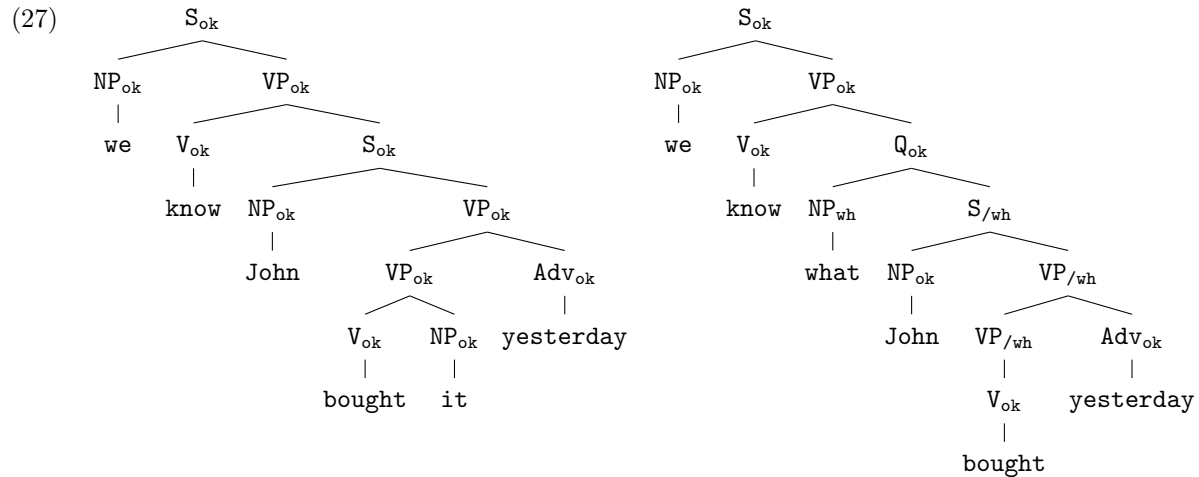 (27) S_ok S_ok
NP_ok VP_ok NP_ok VP_ok
we V_ok S_ok we V_ok Q_ok
know NP_ok VP_ok know NP_wh S_/wh
John VP_ok Adv_ok what NP_ok VP_/wh
V_ok NP_ok yesterday John VP_/wh Adv_ok
bought it V_ok yesterday
bought